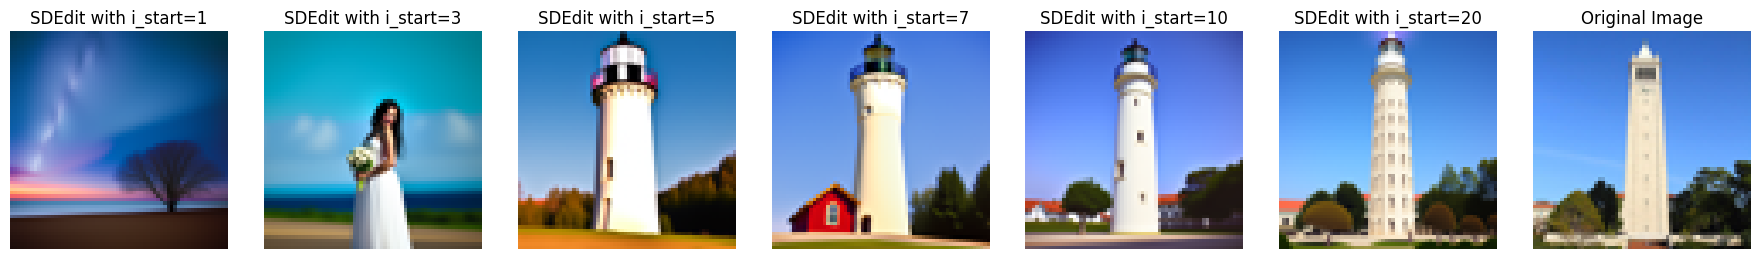 SDEdit with i_start=1
SDEdit with i_start=3
SDEdit with i_start=5
SDEdit with i_start=7
SDEdit with i_start=10
SDEdit with i_start=20
Original Image